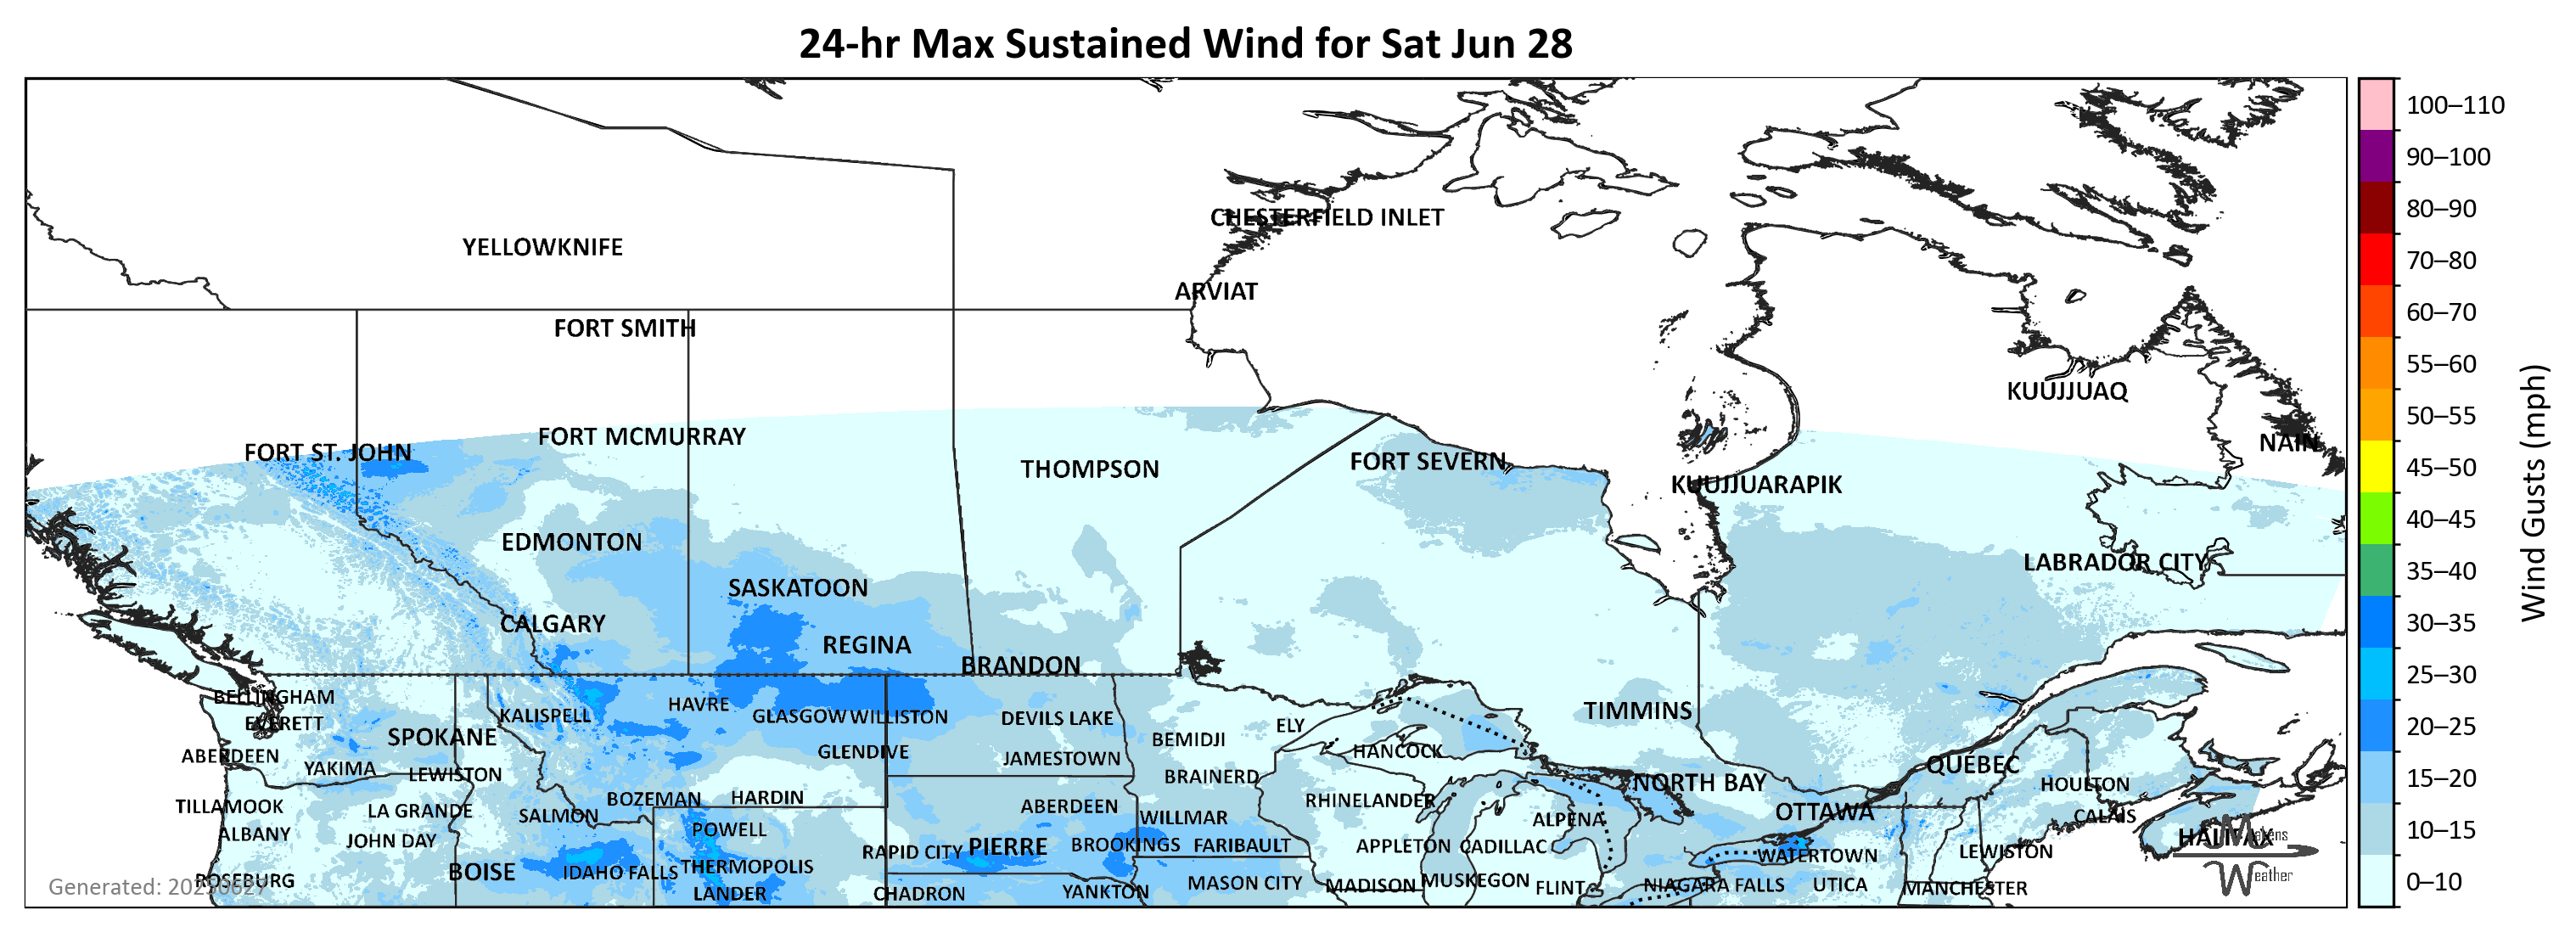 24-hr Max Sustained Wind for Sat Jun 28
100–110
90–100
CHESTERFIELD INLET
80–90
YELLOWKNIFE
70–80
ARVIAT
60–70
FORT SMITH
55–60
KUUJJUAQ
50–55
FORT MCMURRAY
NAIN
FORT ST. JOHN
THOMPSON
FORT SEVERN
45–50
KUUJJUARAPIK
Wind Gusts (mph)
40–45
EDMONTON
LABRADOR CITY
35–40
SASKATOON
CALGARY
30–35
REGINA
BRANDON
25–30
BELLINGHAM
HAVRE
KALISPELL
GLASGOW WILLISTON
DEVILS LAKE
TIMMINS
EVERETT
ELY
20–25
SPOKANE
BEMIDJI
ABERDEEN
GLENDIVE
JAMESTOWN
HANCOCK
QUEBEC
YAKIMA
LEWISTON
BRAINERD
NORTH BAY
HOULTON
15–20
TILLAMOOK
LA GRANDE
SALMON
BOZEMAN
HARDIN
ABERDEEN
WILLMAR
RHINELANDER
ALPENA
OTTAWA
CALAIS
10–15
ALBANY
JOHN DAY
POWELL
RAPID CITY
PIERRE
BROOKINGS
FARIBAULT
APPLETON
CADILLAC
WATERTOWN
LEWISTON
HALIFAX
Makens
Weather
BOISE
IDAHO FALLS
THERMOPOLIS
ROSEBURG
Generated: 20250627
LANDER
CHADRON
YANKTON
MASON CITY
MADISON
MUSKEGON
FLINT
NIAGARA FALLS
UTICA
MANCHESTER
0–10